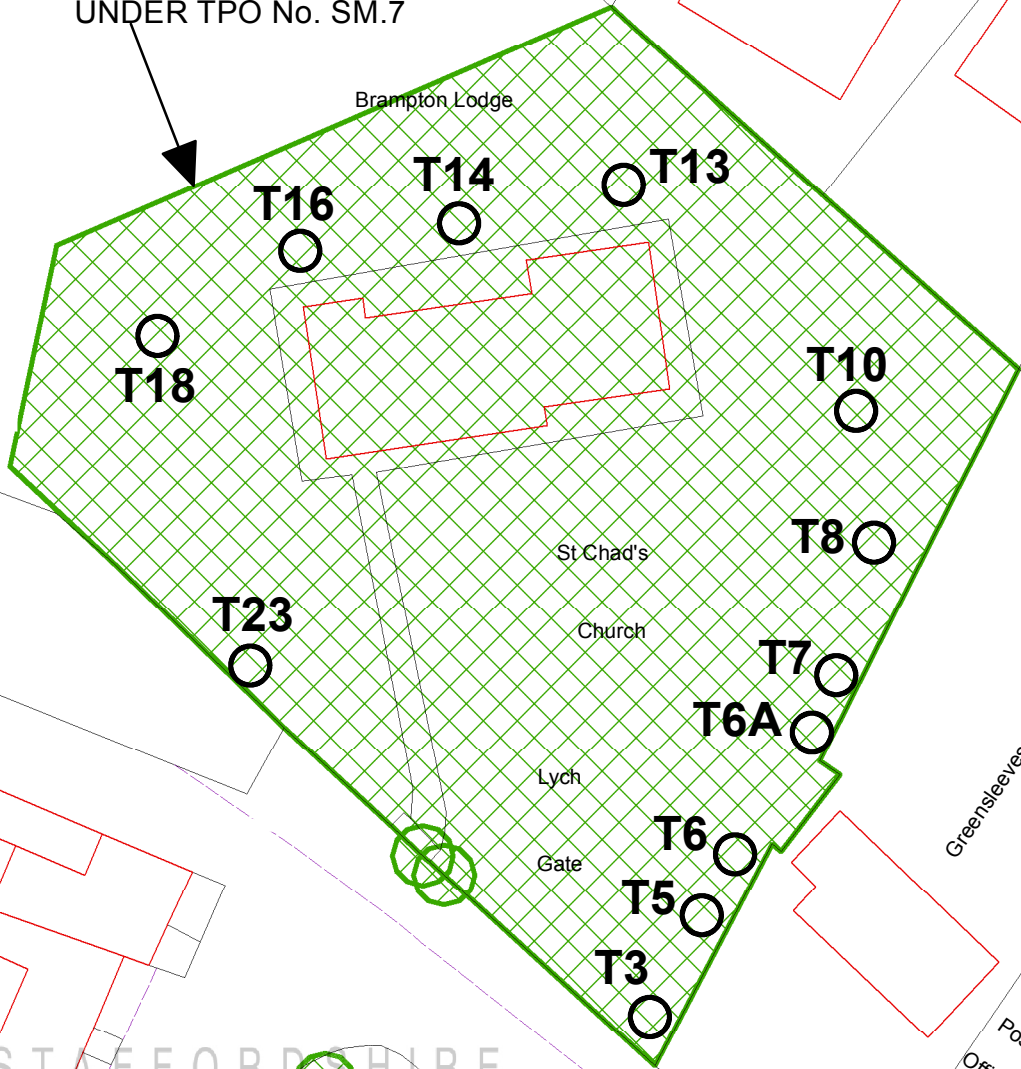 UNDER TPO No. SM.7
Brampton Lodge
T13
T14
T16
T18
T10
T8
St Chad's
Church
T23
T7
T6A
Lych
Gate
T6
T5
T3
Greensleeves
STAFFORDSHIRE